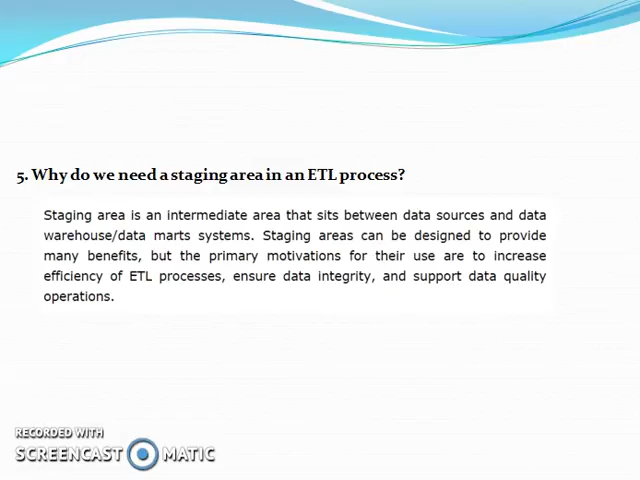 5. Why do we need a staging area in an ETL process?
Staging area is an intermediate area that sits between data sources and data
warehouse/data marts systems. Staging areas can be designed to provide
many benefits, but the primary motivations for their use are to increase
efficiency of ETL processes, ensure data integrity, and support data quality
operations.
RECORDED WITH
SCREENCAST MATIC